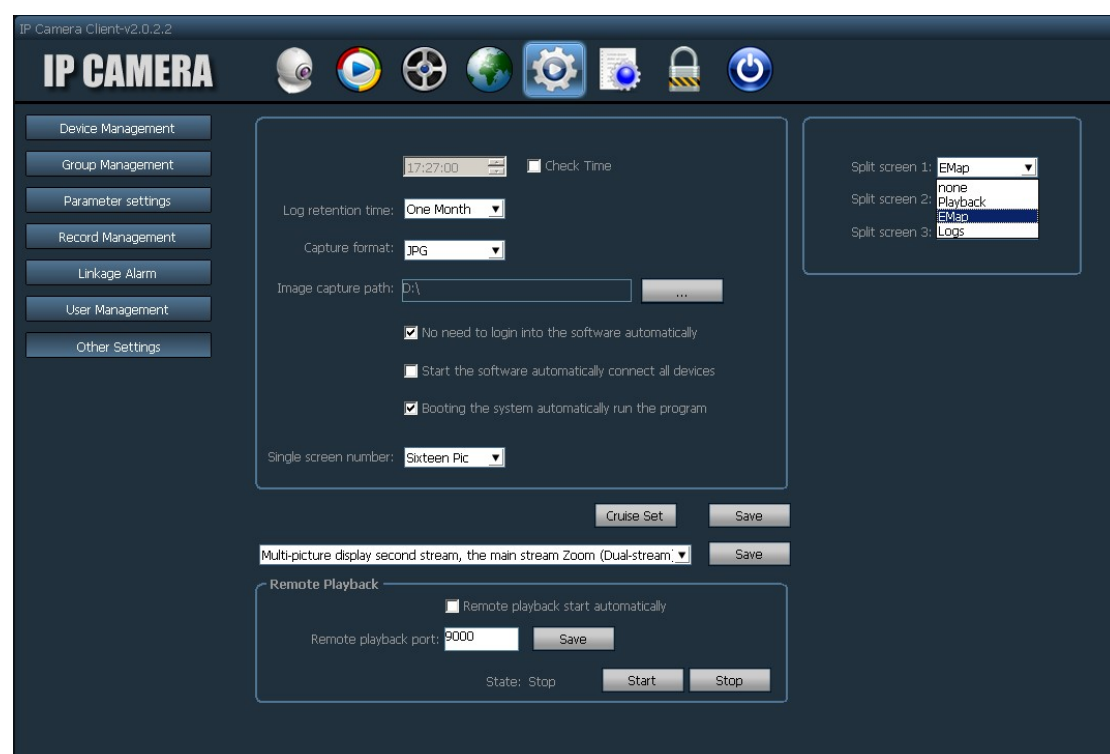 IP Camera Client-v2.0.2.2
IP CAMERA
Device Management
Group Management
Parameter settings
Record Management
Linkage Alarm
User Management
Other Settings
17:27:00 Check Time
Log retention time: One Month
Capture format: JPG
Image capture path: D:\ ...
No need to login into the software automatically
Start the software automatically connect all devices
Booting the system automatically run the program
Single screen number: Sixteen Pic
Cruise Set Save
Multi-picture display second stream, the main stream Zoom (Dual-stream) Save
Remote Playback
Remote playback start automatically
Remote playback port: 9000 Save
State: Stop Start Stop
Split screen 1: EMap
none
Split screen 2: Playback
EMap
Split screen 3: Logs